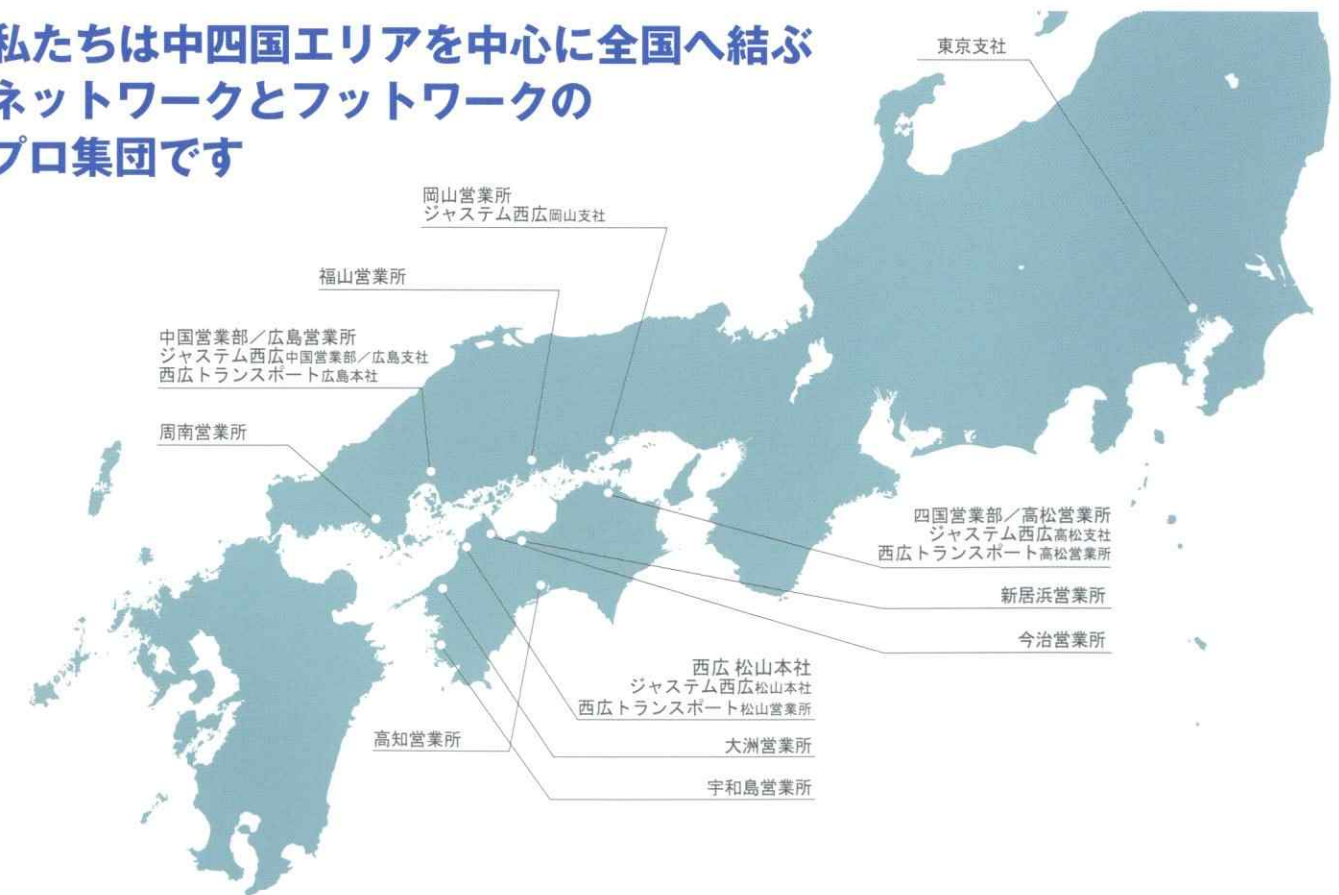 私たちは中四国エリアを中心に全国へ結ぶ
ネットワークとフットワークの
プロ集団です
東京支社
岡山営業所
ジャステム西広岡山支社
福山営業所
中国営業部／広島営業所
ジャステム西広中国営業部／広島支社
西広トランスポート広島本社
周南営業所
四国営業部／高松営業所
ジャステム西広高松支社
西広トランスポート高松営業所
新居浜営業所
今治営業所
西広 松山本社
ジャステム西広松山本社
西広トランスポート松山営業所
高知営業所
大洲営業所
宇和島営業所